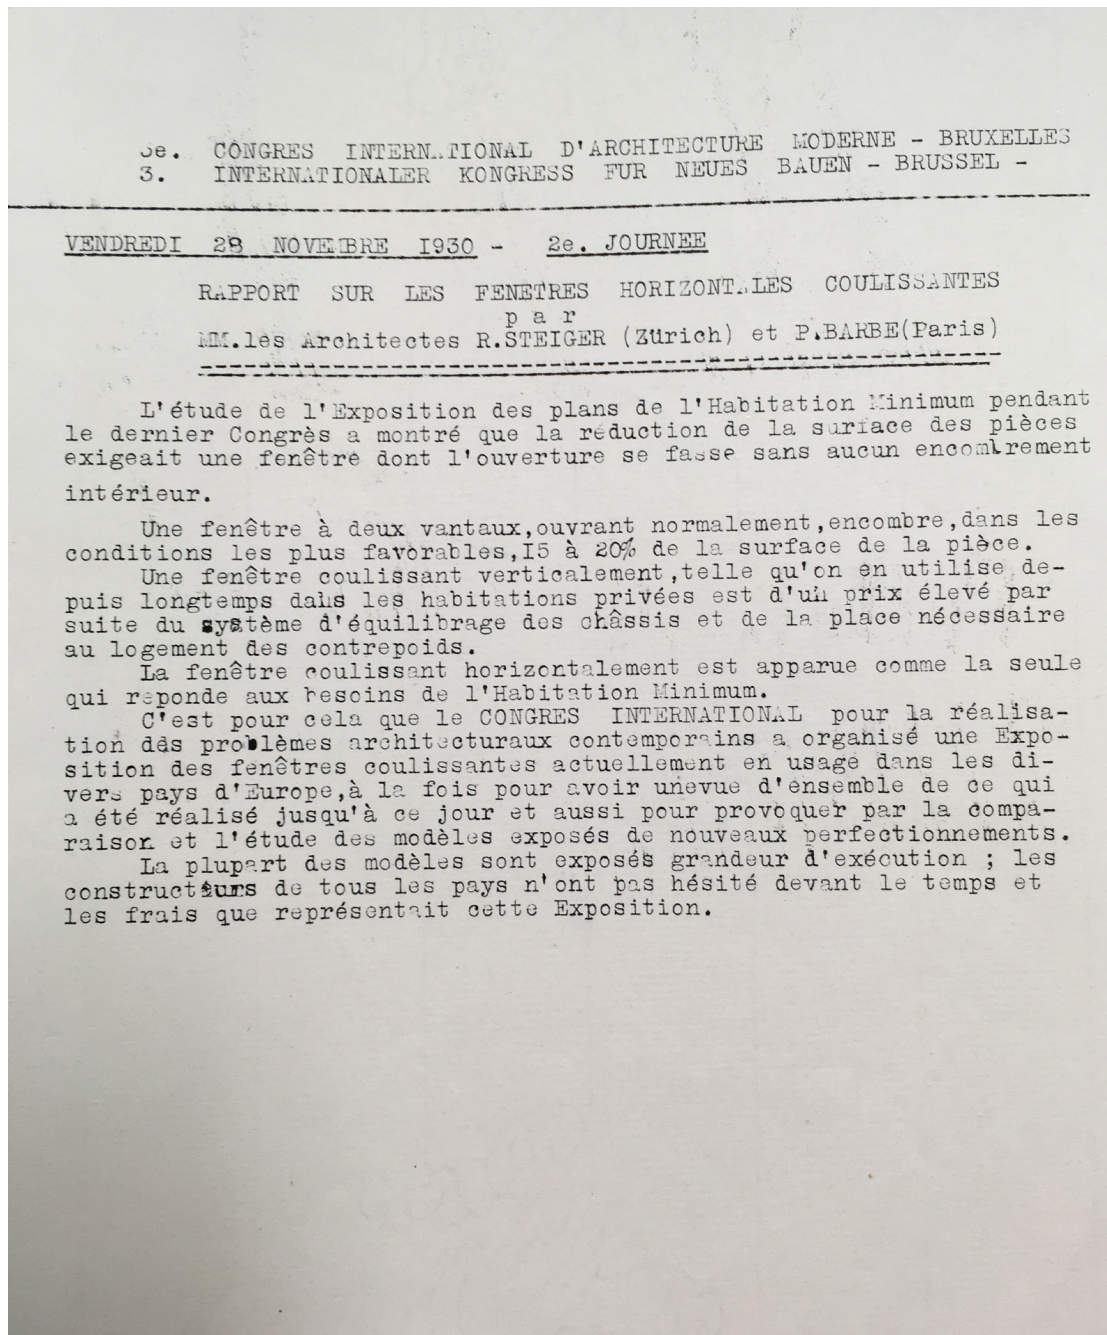 3e. CONGRES INTERNATIONAL D'ARCHITECTURE MODERNE - BRUXELLES
3. INTERNATIONALER KONGRESS FUR NEUES BAUEN - BRUSSEL -
VENDREDI 28 NOVEMBRE I930 - 2e. JOURNEE
RAPPORT SUR LES FENETRES HORIZONTALES COULISSANTES
p a r
MM.les Architectes R.STEIGER (Zürich) et P.BARBE(Paris)
L'étude de l'Exposition des plans de l'Habitation Minimum pendant
le dernier Congrès a montré que la réduction de la surface des pièces
exigeait une fenêtre dont l'ouverture se fasse sans aucun encombrement
intérieur.
Une fenêtre à deux vantaux,ouvrant normalement,encombre,dans les
conditions les plus favorables,I5 à 20% de la surface de la pièce.
Une fenêtre coulissant verticalement,telle qu'on en utilise de-
puis longtemps dans les habitations privées est d'un prix élevé par
suite du système d'équilibrage des châssis et de la place nécessaire
au logement des contrepoids.
La fenêtre coulissant horizontalement est apparue comme la seule
qui reponde aux besoins de l'Habitation Minimum.
C'est pour cela que le CONGRES INTERNATIONAL pour la réalisa-
tion des problèmes architecturaux contemporains a organisé une Expo-
sition des fenêtres coulissantes actuellement en usage dans les di-
vers pays d'Europe,à la fois pour avoir unevue d'ensemble de ce qui
a été réalisé jusqu'à ce jour et aussi pour provoquer par la compa-
raison et l'étude des modèles exposés de nouveaux perfectionnements.
La plupart des modèles sont exposés grandeur d'exécution ; les
constructeurs de tous les pays n'ont pas hésité devant le temps et
les frais que représentait cette Exposition.